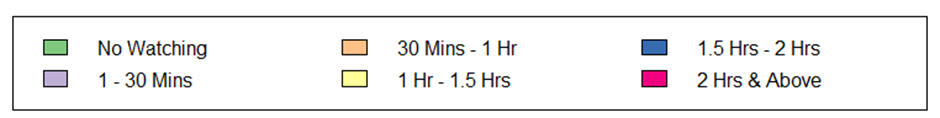 No Watching 30 Mins - 1 Hr 1.5 Hrs - 2 Hrs
1 - 30 Mins 1 Hr - 1.5 Hrs 2 Hrs & Above